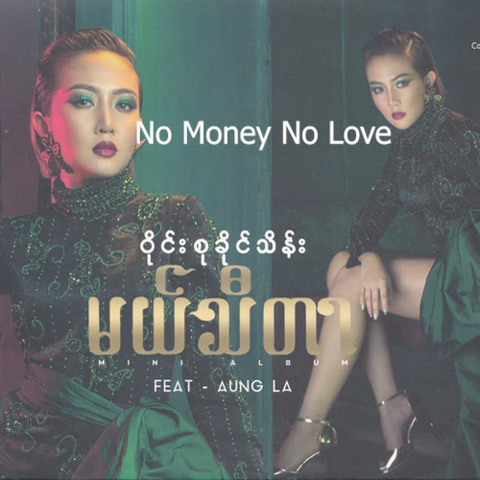 Co
No Money No Love
ဝိုင်းစုခိုင်သိန်း
မယ်သီတာ
MINI ALBUM
FEAT - AUNG LA